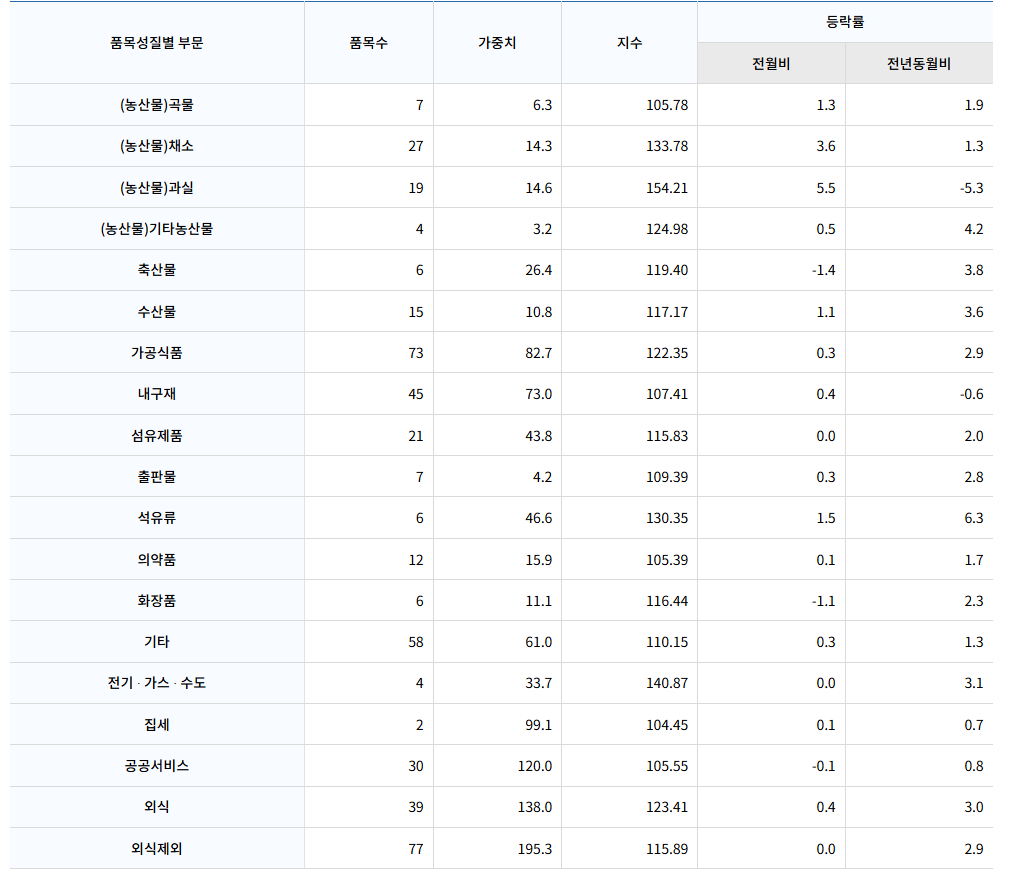 품목성질별 부문 품목수 가중치 지수 등락률
전월비 전년동월비
(농산물)곡물 7 6.3 105.78 1.3 1.9
(농산물)채소 27 14.3 133.78 3.6 1.3
(농산물)과실 19 14.6 154.21 5.5 -5.3
(농산물)기타농산물 4 3.2 124.98 0.5 4.2
축산물 6 26.4 119.40 -1.4 3.8
수산물 15 10.8 117.17 1.1 3.6
가공식품 73 82.7 122.35 0.3 2.9
내구재 45 73.0 107.41 0.4 -0.6
섬유제품 21 43.8 115.83 0.0 2.0
출판물 7 4.2 109.39 0.3 2.8
석유류 6 46.6 130.35 1.5 6.3
의약품 12 15.9 105.39 0.1 1.7
화장품 6 11.1 116.44 -1.1 2.3
기타 58 61.0 110.15 0.3 1.3
전기 · 가스 · 수도 4 33.7 140.87 0.0 3.1
집세 2 99.1 104.45 0.1 0.7
공공서비스 30 120.0 105.55 -0.1 0.8
외식 39 138.0 123.41 0.4 3.0
외식제외 77 195.3 115.89 0.0 2.9